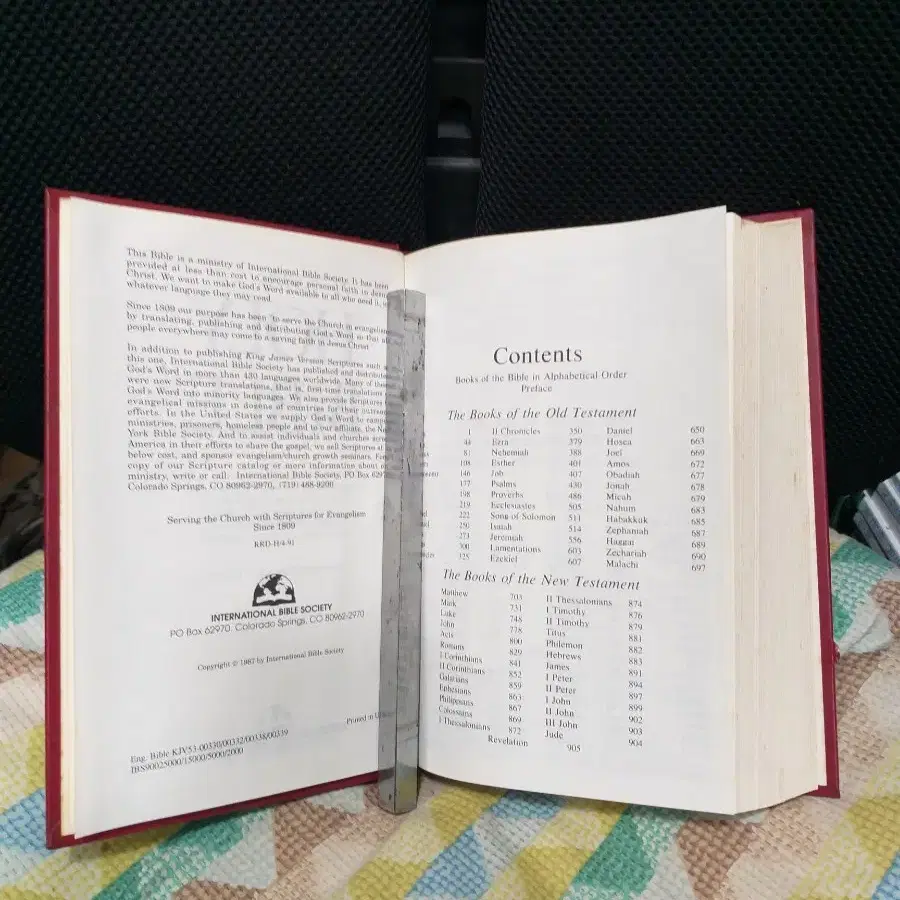 This Bible is a ministry of International Bible Society. It has been
provided at less than cost to encourage personal faith in Jesus
Christ. We want to make God's Word available to all who need it, in
whatever language they may read.
Since 1809 our purpose has been "to serve the Church in evangelism
by translating, publishing and distributing God's Word so that all
people everywhere may come to a saving faith in Jesus Christ
In addition to publishing King James Version Scriptures such a
this one, International Bible Society has published and distribut
God's Word in more than 430 languages worldwide. Many of these
were new Scripture translations, that is, first-time translations
God's Word into minority languages. We also provide Scriptures
evangelical missions in dozens of countries for their outreach
efforts. In the United States we supply God's Word to camp
ministries, prisoners, homeless people and to our affiliate, the New
York Bible Society. And to assist individuals and churches across
America in their efforts to share the gospel, we sell Scriptures at
below cost, and sponsor evangelism/church growth seminars. For
copy of our Scripture catalog or more information about our
ministry, write or call: International Bible Society, PO Box 62970
Colorado Springs, CO 80962-2970, (719) 488-9200
Serving the Church with Scriptures for Evangelism
Since 1809
RRD-H/4-91
INTERNATIONAL BIBLE SOCIETY
PO Box 62970, Colorado Springs, CO 80962-2970
Copyright © 1987 by International Bible Society
Printed in U
Eng. Bible-KJV53-00330/00332/00338/00339
IBS90025000/15000/5000/2000
Contents
Books of the Bible in Alphabetical Order
Preface
The Books of the Old Testament
1 II Chronicles 350 Daniel 650
44 Ezra 379 Hosea 663
81 Nehemiah 388 Joel 669
108 Esther 401 Amos 672
146 Job 407 Obadiah 677
177 Psalms 430 Jonah 678
198 Proverbs 486 Micah 679
219 Ecclesiastes 505 Nahum 683
222 Song of Solomon 511 Habakkuk 685
250 Isaiah 514 Zephaniah 687
273 Jeremiah 556 Haggai 689
300 Lamentations 603 Zechariah 690
325 Ezekiel 607 Malachi 697
The Books of the New Testament
Matthew 703 II Thessalonians 874
Mark 731 I Timothy 876
Luke 748 II Timothy 879
John 778 Titus 881
Acts 800 Philemon 882
Romans 829 Hebrews 883
I Corinthians 841 James 891
II Corinthians 852 I Peter 894
Galatians 859 II Peter 897
Ephesians 863 I John 899
Philippians 867 II John 902
Colossians 869 III John 903
I Thessalonians 872 Jude 904
Revelation 905